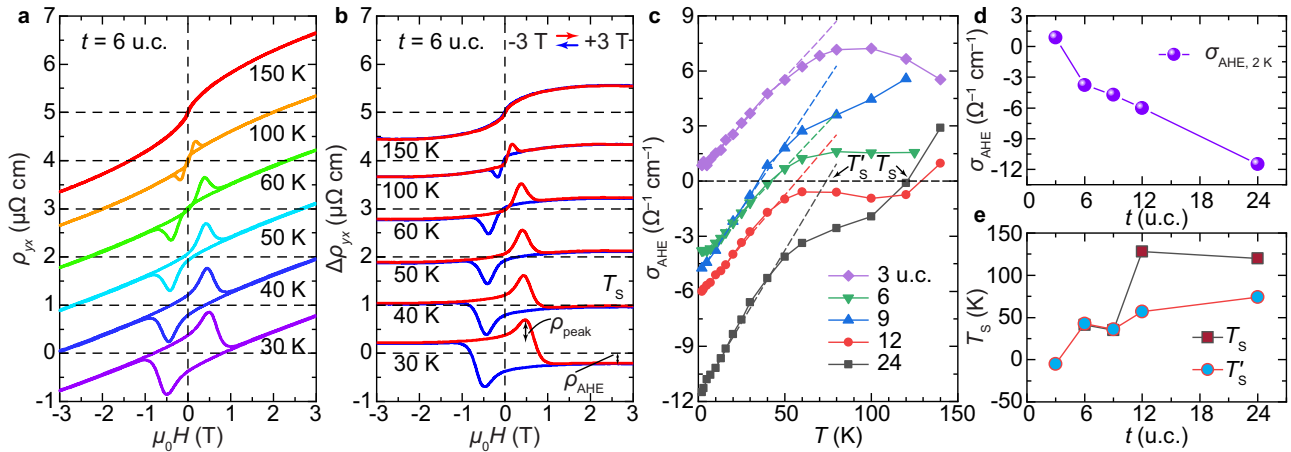 a
t = 6 u.c.
150 K
100 K
60 K
50 K
40 K
30 K
ρyx (μΩ cm)
7
6
5
4
3
2
1
0
-1
-3 -2 -1 0 1 2 3
μ0H (T)
b
t = 6 u.c.
-3 T +3 T
150 K
100 K
60 K
50 K
40 K
30 K
TS
ρpeak
ρAHE
Δρyx (μΩ cm)
7
6
5
4
3
2
1
0
-1
-3 -2 -1 0 1 2 3
μ0H (T)
c
σAHE (Ω−1 cm−1)
9
6
3
0
-3
-6
-9
-12
T′S TS
3 u.c.
6
9
12
24
0 50 100 150
T (K)
d
σAHE (Ω−1 cm−1)
3
0
-3
-6
-9
-12
σAHE, 2 K
0 6 12 18 24
t (u.c.)
e
TS (K)
150
100
50
0
-50
TS
T′S
0 6 12 18 24
t (u.c.)